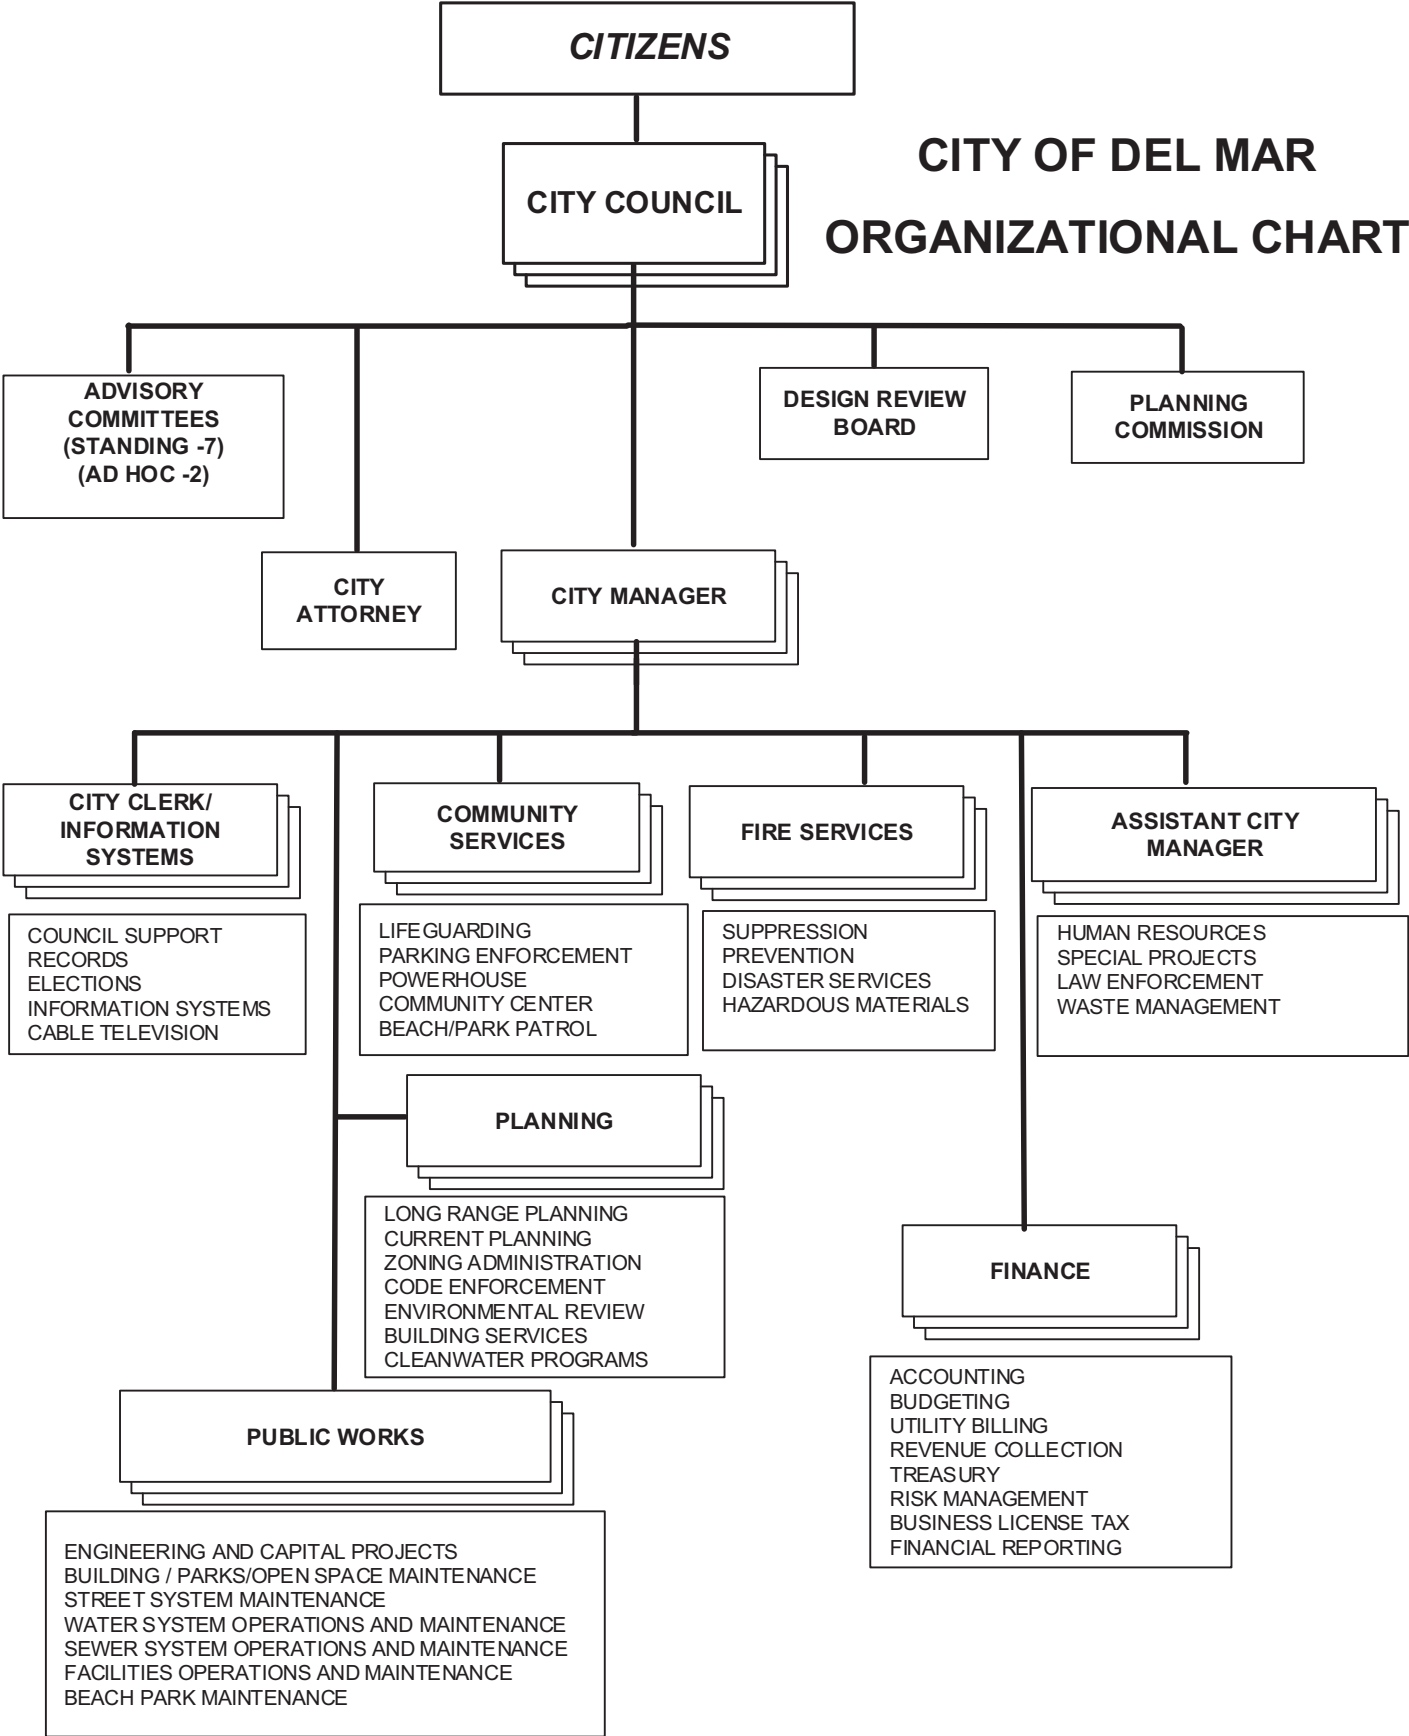 CITIZENS
CITY COUNCIL
CITY OF DEL MAR
ORGANIZATIONAL CHART
ADVISORY
COMMITTEES
(STANDING -7)
(AD HOC -2)
DESIGN REVIEW
BOARD
PLANNING
COMMISSION
CITY
ATTORNEY
CITY MANAGER
CITY CLERK/
INFORMATION
SYSTEMS
COUNCIL SUPPORT
RECORDS
ELECTIONS
INFORMATION SYSTEMS
CABLE TELEVISION
COMMUNITY
SERVICES
LIFEGUARDING
PARKING ENFORCEMENT
POWERHOUSE
COMMUNITY CENTER
BEACH/PARK PATROL
FIRE SERVICES
SUPPRESSION
PREVENTION
DISASTER SERVICES
HAZARDOUS MATERIALS
ASSISTANT CITY
MANAGER
HUMAN RESOURCES
SPECIAL PROJECTS
LAW ENFORCEMENT
WASTE MANAGEMENT
PLANNING
LONG RANGE PLANNING
CURRENT PLANNING
ZONING ADMINISTRATION
CODE ENFORCEMENT
ENVIRONMENTAL REVIEW
BUILDING SERVICES
CLEANWATER PROGRAMS
FINANCE
ACCOUNTING
BUDGETING
UTILITY BILLING
REVENUE COLLECTION
TREASURY
RISK MANAGEMENT
BUSINESS LICENSE TAX
FINANCIAL REPORTING
PUBLIC WORKS
ENGINEERING AND CAPITAL PROJECTS
BUILDING / PARKS/OPEN SPACE MAINTENANCE
STREET SYSTEM MAINTENANCE
WATER SYSTEM OPERATIONS AND MAINTENANCE
SEWER SYSTEM OPERATIONS AND MAINTENANCE
FACILITIES OPERATIONS AND MAINTENANCE
BEACH PARK MAINTENANCE